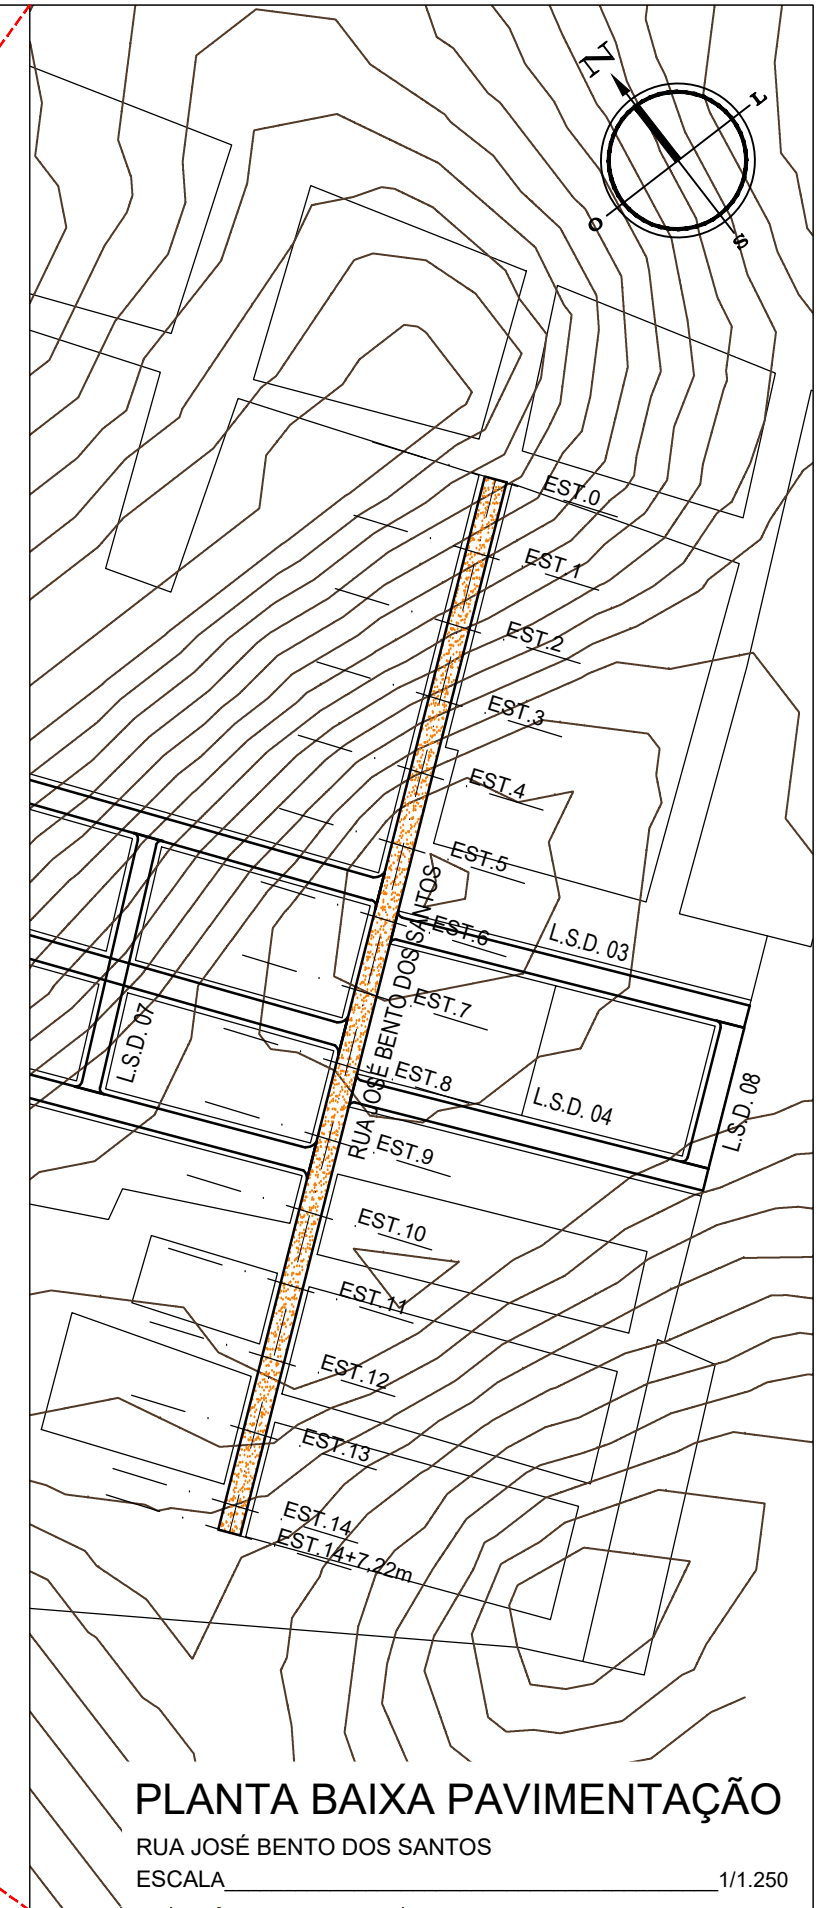 N
L
O
S
EST.0
EST 1
EST.2
EST.3
EST.4
EST.5
EST.6
L.S.D. 03
EST.7
RUA JOSÉ BENTO DOS SANTOS
L.S.D. 07
EST.8
L.S.D. 04
L.S.D. 08
EST.9
EST.10
EST.11
EST.12
EST.13
EST.14
EST.14+7,22m
PLANTA BAIXA PAVIMENTAÇÃO
RUA JOSÉ BENTO DOS SANTOS
ESCALA 1/1.250